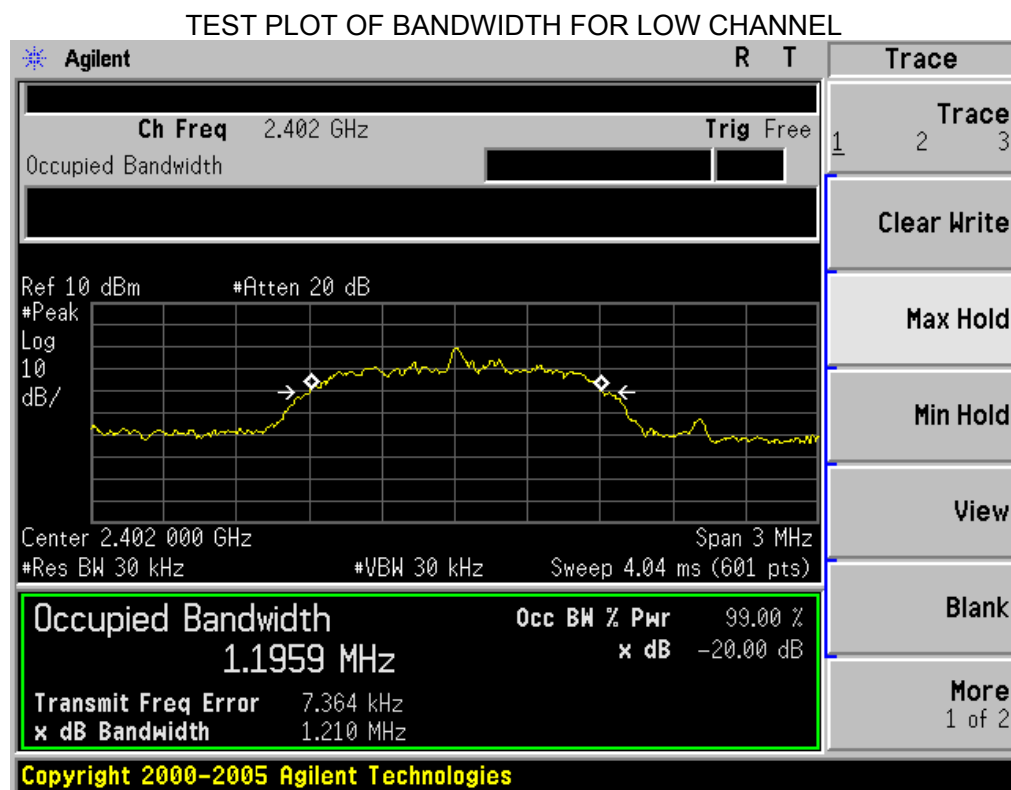 TEST PLOT OF BANDWIDTH FOR LOW CHANNEL
Agilent R T
Ch Freq 2.402 GHz Trig Free
Occupied Bandwidth
Ref 10 dBm #Atten 20 dB
#Peak
Log
10
dB/
Center 2.402 000 GHz Span 3 MHz
#Res BW 30 kHz #VBW 30 kHz Sweep 4.04 ms (601 pts)
Occupied Bandwidth
1.1959 MHz
Occ BW % Pwr 99.00 %
x dB -20.00 dB
Transmit Freq Error 7.364 kHz
x dB Bandwidth 1.210 MHz
Copyright 2000-2005 Agilent Technologies
Trace
Trace
1 2 3
Clear Write
Max Hold
Min Hold
View
Blank
More
1 of 2